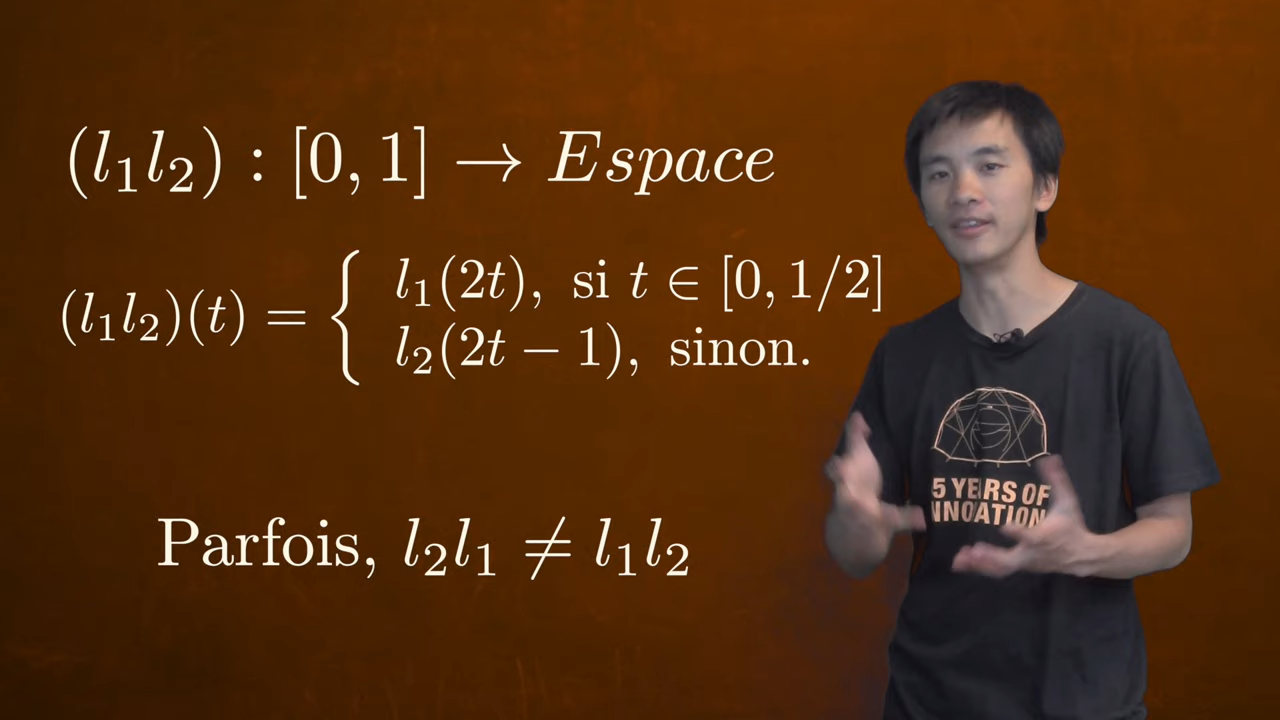 (l₁l₂) : [0, 1] → Espace
(l₁l₂)(t) = { l₁(2t), si t ∈ [0, 1/2]
l₂(2t − 1), sinon.
Parfois, l₂l₁ ≠ l₁l₂
5 YEARS OF
NNOATION